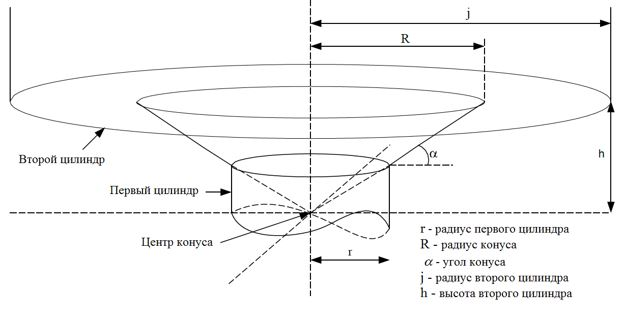 j
R
Второй цилиндр
α
h
Первый цилиндр
Центр конуса
r
r - радиус первого цилиндра
R - радиус конуса
α - угол конуса
j - радиус второго цилиндра
h - высота второго цилиндра